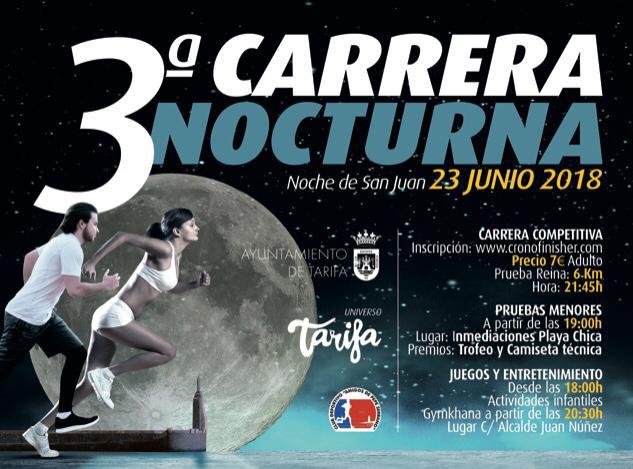 3ª CARRERA
NOCTURNA
Noche de San Juan 23 JUNIO 2018
AYUNTAMIENTO
DE TARIFA
UNIVERSO
Tarifa
CARRERA COMPETITIVA
Inscripción: www.cronofinisher.com
Precio 7€ Adulto
Prueba Reina: 6-Km
Hora: 21:45h
PRUEBAS MENORES
A partir de las 19:00h
Lugar: Inmediaciones Playa Chica
Premios: Trofeo y Camiseta técnica
JUEGOS Y ENTRETENIMIENTO
Desde las 18:00h
Actividades infantiles
Gymkhana a partir de las 20:30h
Lugar C/ Alcalde Juan Núñez